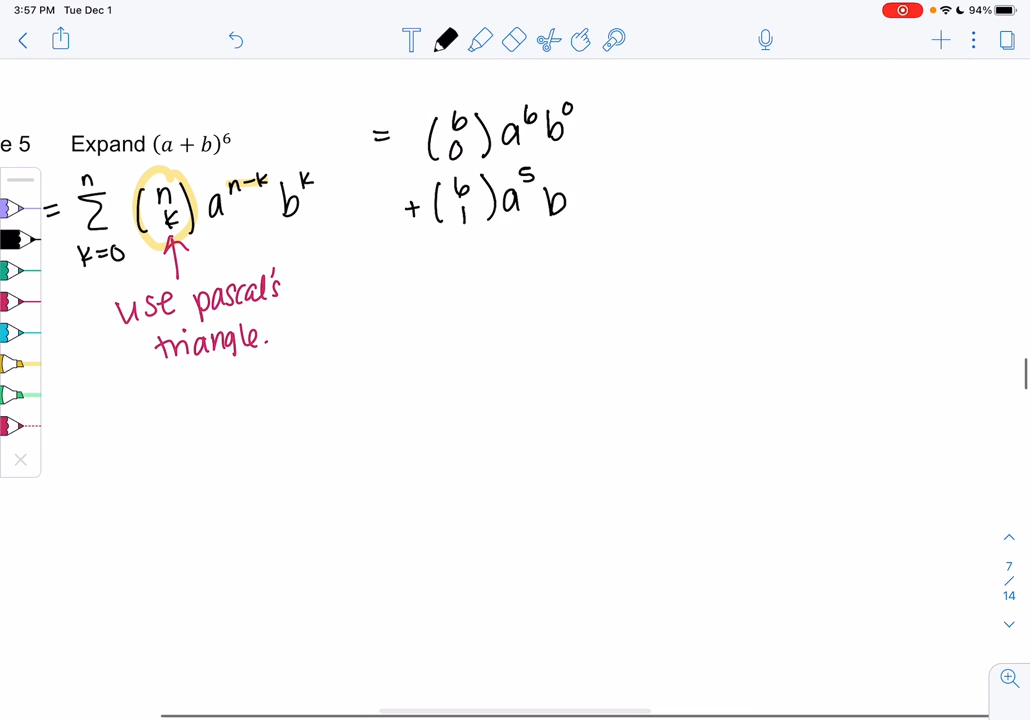 3:57 PM Tue Dec 1
94%
e 5 Expand (a + b)⁶
= ∑ₖ₌₀ⁿ (n k) aⁿ⁻ᵏ bᵏ
use pascal's
triangle.
= (6 0) a⁶ b⁰
+ (6 1) a⁵ b
7
/
14